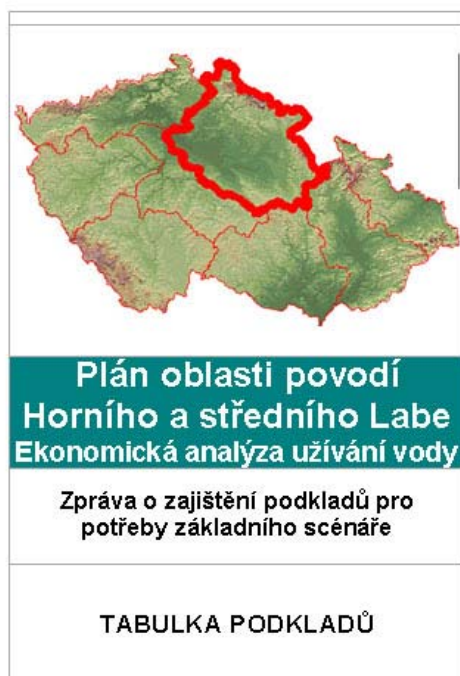 Plán oblasti povodí
Horního a středního Labe
Ekonomická analýza užívání vody
Zpráva o zajištění podkladů pro
potřeby základního scénáře
TABULKA PODKLADŮ